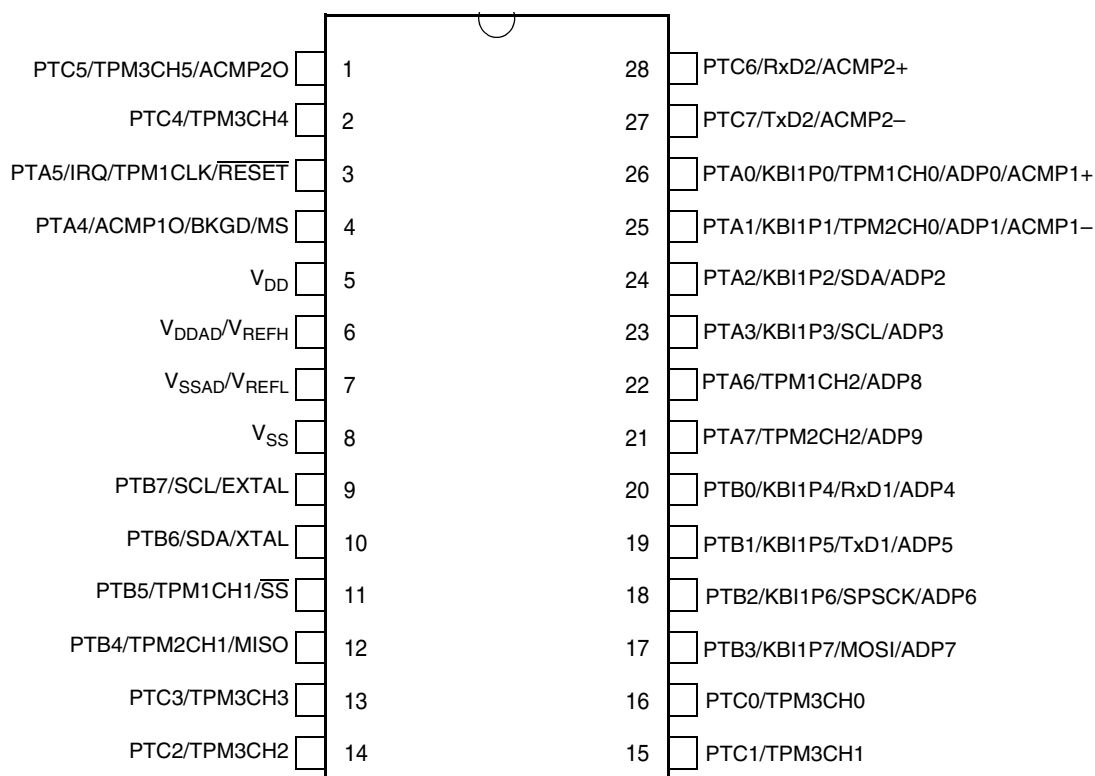 PTC5/TPM3CH5/ACMP2O 1 28 PTC6/RxD2/ACMP2+
PTC4/TPM3CH4 2 27 PTC7/TxD2/ACMP2–
PTA5/IRQ/TPM1CLK/R̅E̅S̅E̅T̅ 3 26 PTA0/KBI1P0/TPM1CH0/ADP0/ACMP1+
PTA4/ACMP1O/BKGD/MS 4 25 PTA1/KBI1P1/TPM2CH0/ADP1/ACMP1–
VDD 5 24 PTA2/KBI1P2/SDA/ADP2
VDDAD/VREFH 6 23 PTA3/KBI1P3/SCL/ADP3
VSSAD/VREFL 7 22 PTA6/TPM1CH2/ADP8
VSS 8 21 PTA7/TPM2CH2/ADP9
PTB7/SCL/EXTAL 9 20 PTB0/KBI1P4/RxD1/ADP4
PTB6/SDA/XTAL 10 19 PTB1/KBI1P5/TxD1/ADP5
PTB5/TPM1CH1/S̅S̅ 11 18 PTB2/KBI1P6/SPSCK/ADP6
PTB4/TPM2CH1/MISO 12 17 PTB3/KBI1P7/MOSI/ADP7
PTC3/TPM3CH3 13 16 PTC0/TPM3CH0
PTC2/TPM3CH2 14 15 PTC1/TPM3CH1